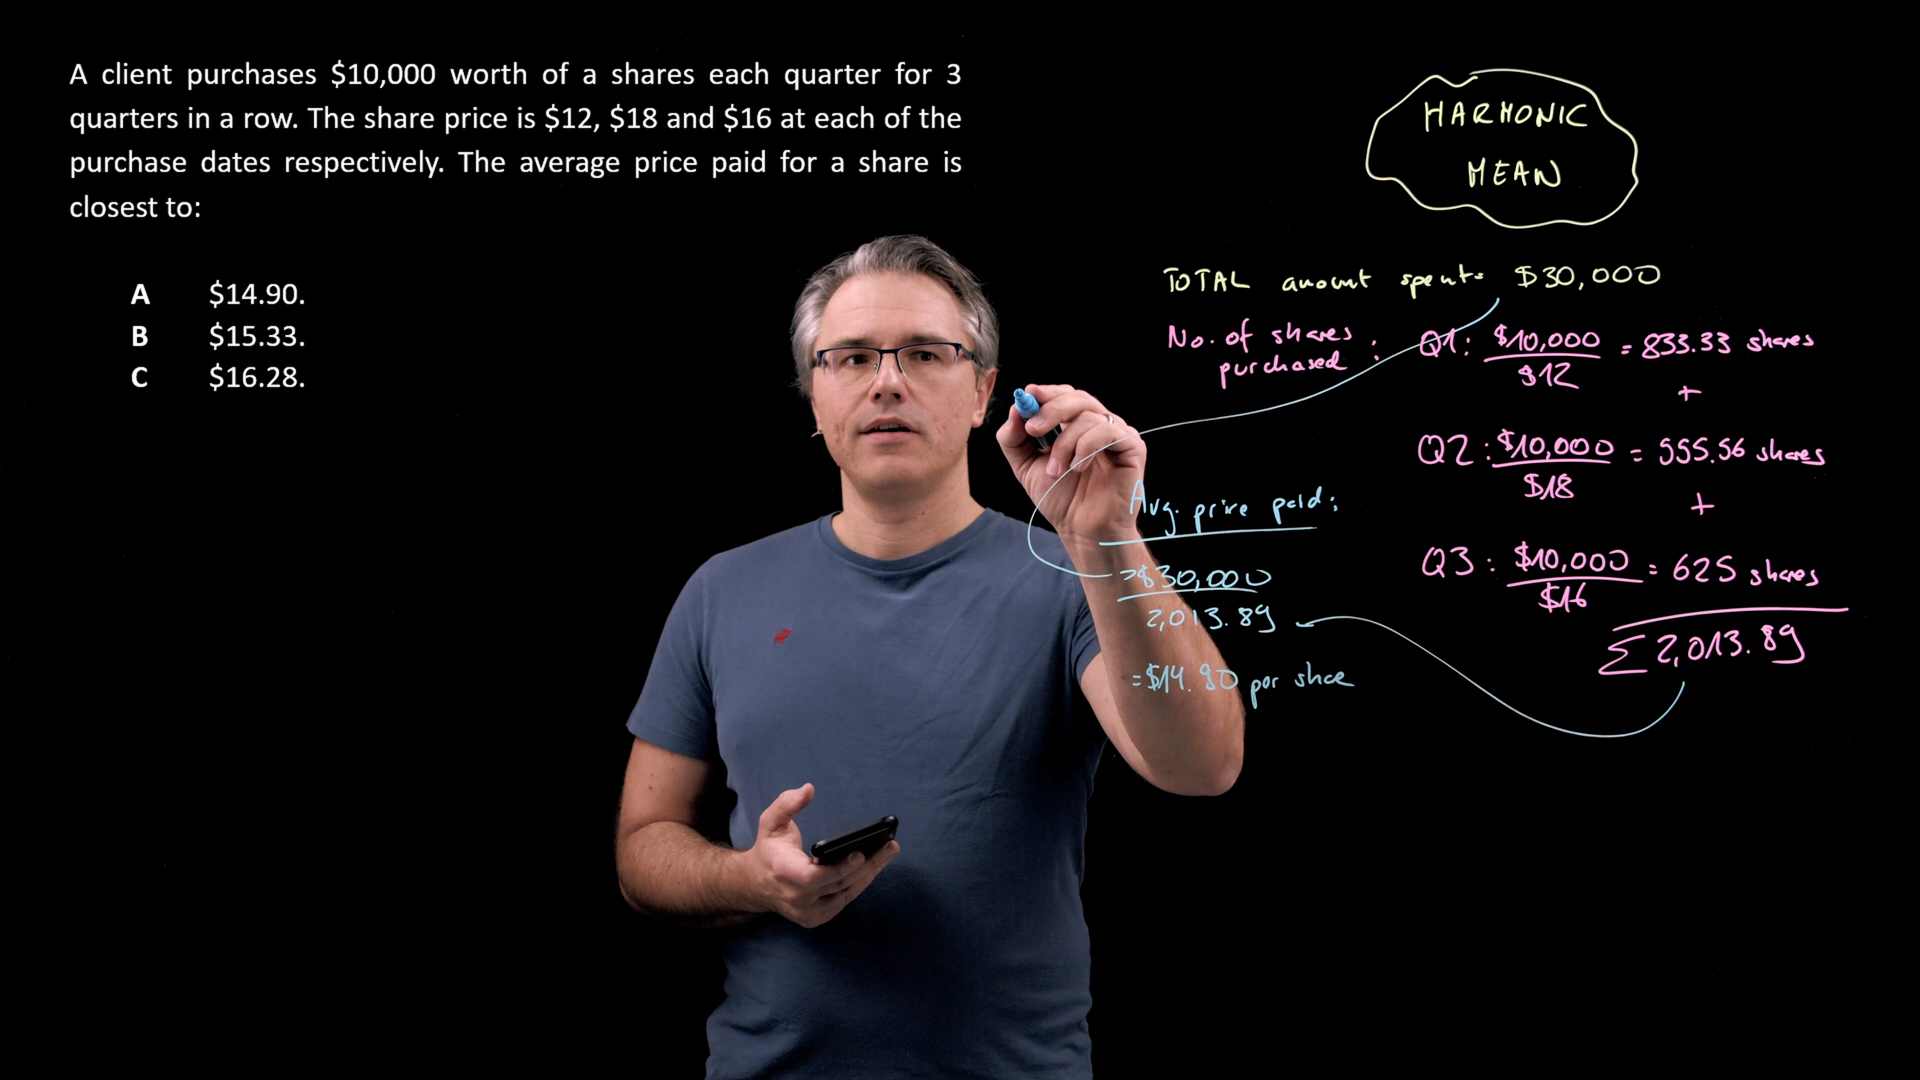 A client purchases $10,000 worth of a shares each quarter for 3
quarters in a row. The share price is $12, $18 and $16 at each of the
purchase dates respectively. The average price paid for a share is
closest to:
A $14.90.
B $15.33.
C $16.28.
HARMONIC
MEAN
TOTAL amount spent: $30,000
No. of shares
purchased :
Q1: $10,000 = 833.33 shares
$12
+
Q2: $10,000 = 555.56 shares
$18
+
Q3: $10,000 = 625 shares
$16
Σ 2,013.89
Avg. price paid:
$30,000
2,013.89
= $14.90 per share